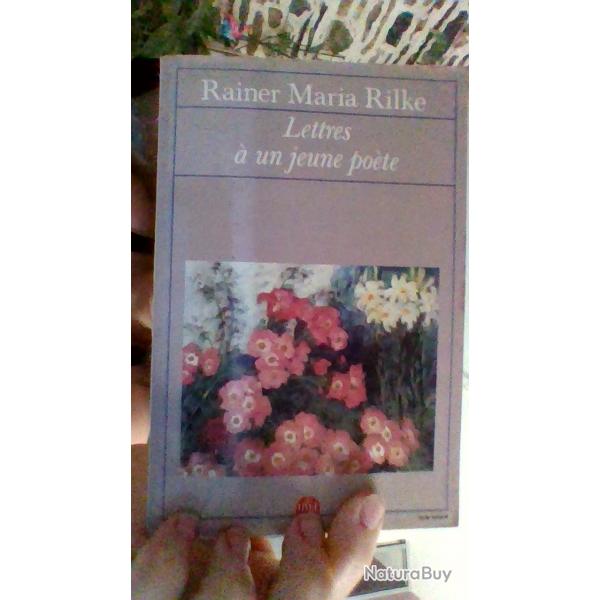 Rainer Maria Rilke
Lettres
à un jeune poète
NaturaBuy